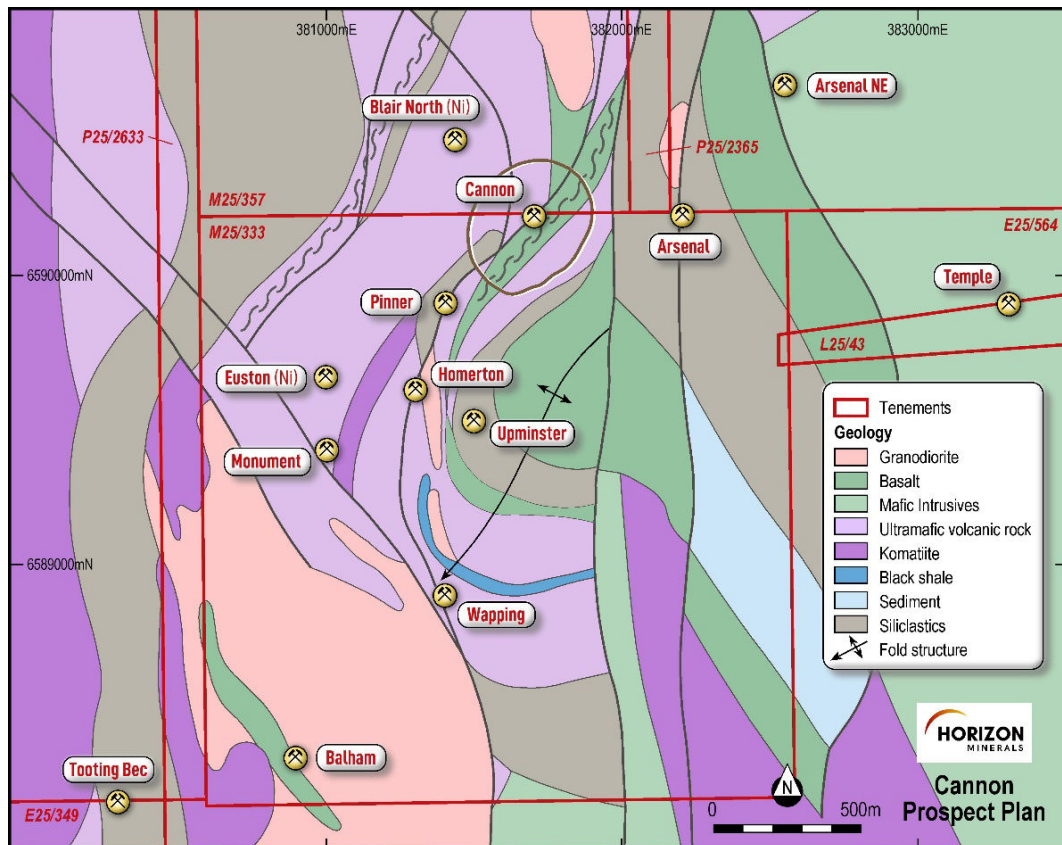 381000mE
382000mE
383000mE
Blair North (Ni)
Arsenal NE
P25/2633
P25/2365
Cannon
M25/357
M25/333
Arsenal
E25/564
6590000mN
Pinner
Temple
L25/43
Euston (Ni)
Homerton
Upminster
Monument
Tenements
Geology
Granodiorite
Basalt
Mafic Intrusives
Ultramafic volcanic rock
Komatiite
Black shale
Sediment
Siliclastics
Fold structure
6589000mN
Wapping
HORIZON
MINERALS
Balham
Tooting Bec
E25/349
N
0 500m
Cannon
Prospect Plan